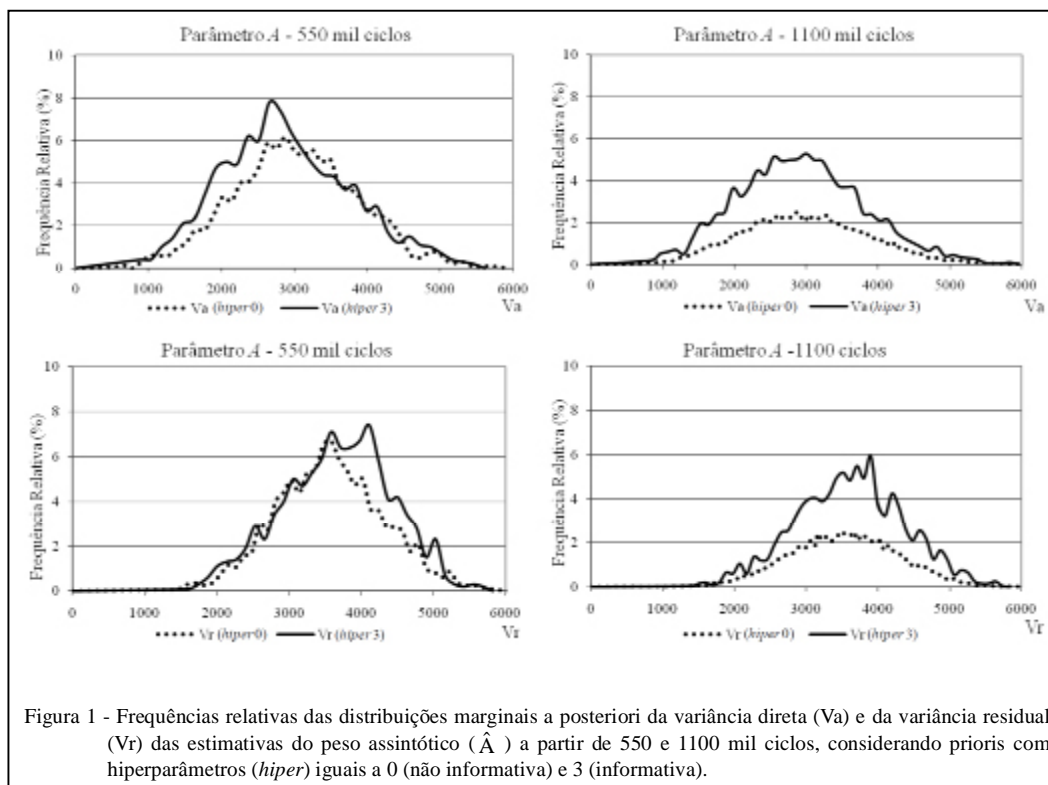 Parâmetro A - 550 mil ciclos
Frequência Relativa (%)
10
8
6
4
2
0
0 1000 2000 3000 4000 5000 6000
Va (hiper 0) Va (hiper 3) Va
Parâmetro A - 1100 mil ciclos
Frequência Relativa (%)
10
8
6
4
2
0
0 1000 2000 3000 4000 5000 6000
Va (hiper 0) Va (hiper 3) Va
Parâmetro A - 550 mil ciclos
Frequência Relativa (%)
10
8
6
4
2
0
0 1000 2000 3000 4000 5000 6000
Vr (hiper 0) Vr (hiper 3) Vr
Parâmetro A -1100 ciclos
Frequência Relativa (%)
10
8
6
4
2
0
0 1000 2000 3000 4000 5000 6000
Vr (hiper 0) Vr (hiper 3) Vr
Figura 1 - Frequências relativas das distribuições marginais a posteriori da variância direta (Va) e da variância residual
(Vr) das estimativas do peso assintótico (Â) a partir de 550 e 1100 mil ciclos, considerando prioris com
hiperparâmetros (hiper) iguais a 0 (não informativa) e 3 (informativa).